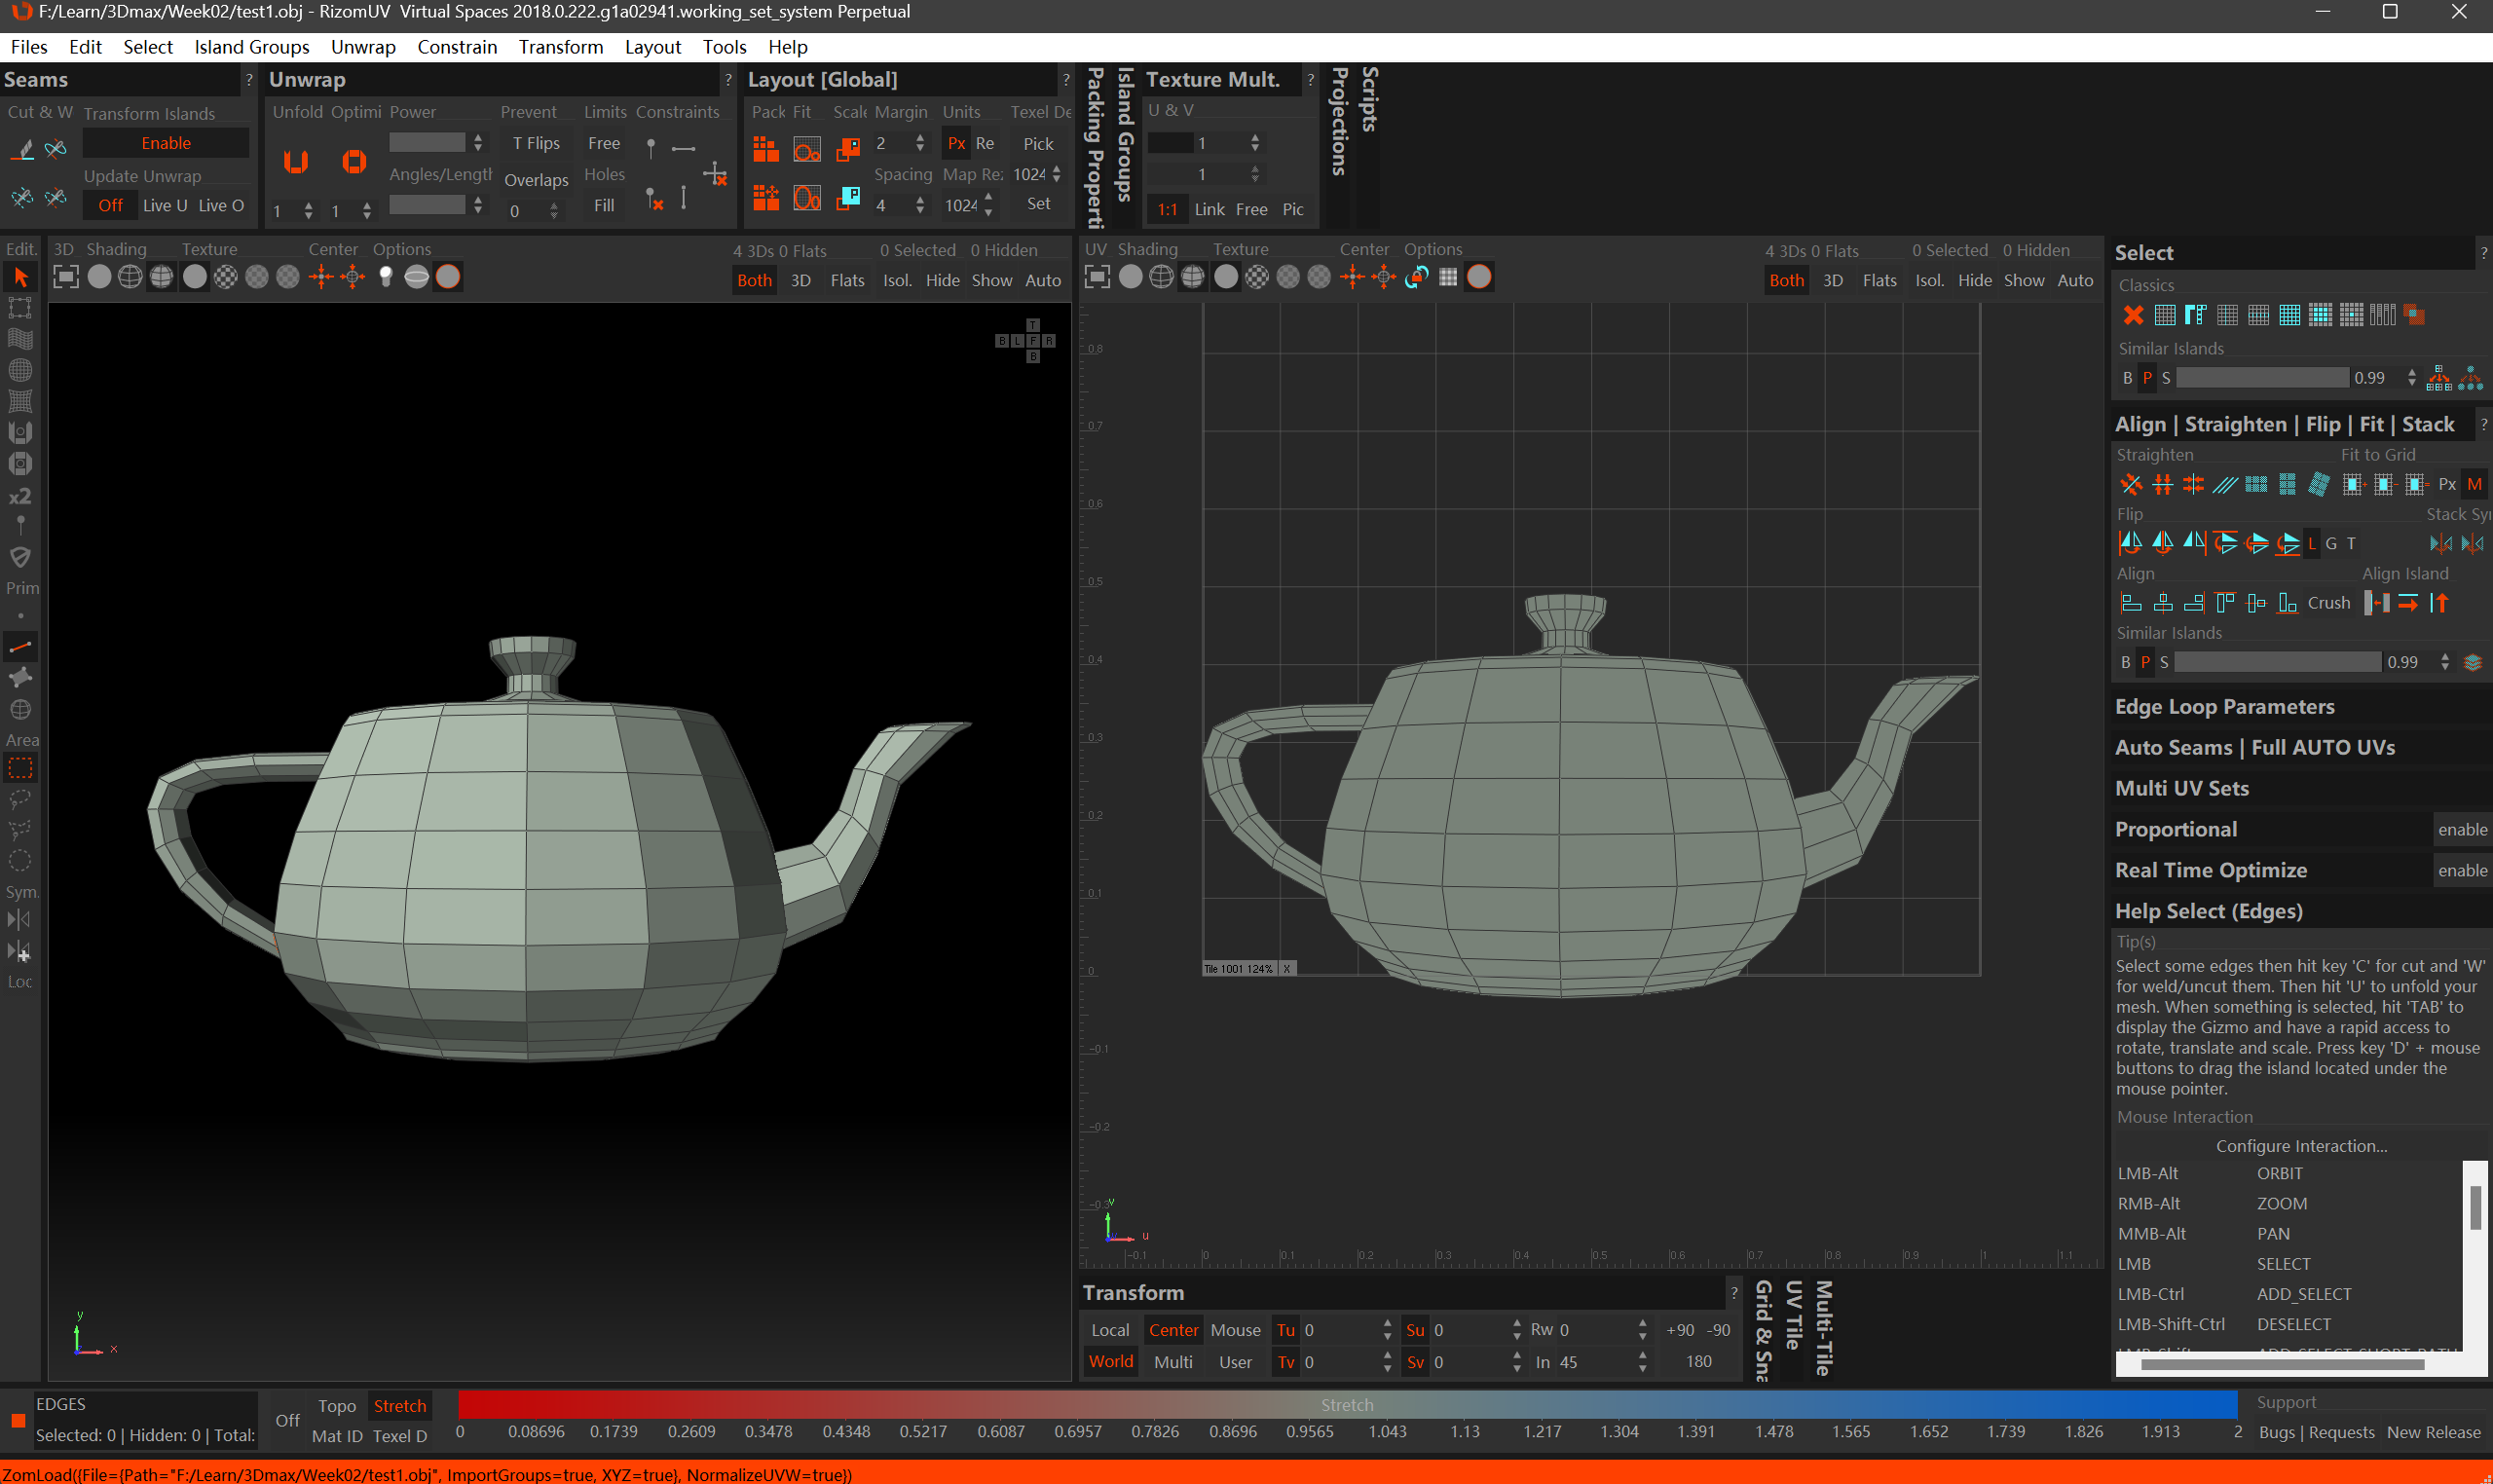 F:/Learn/3Dmax/Week02/test1.obj - RizomUV  Virtual Spaces 2018.0.222.g1a02941.working_set_system Perpetual
Files Edit Select Island Groups Unwrap Constrain Transform Layout Tools Help
Seams ?
Cut & W Transform Islands
Enable
Update Unwrap
Off Live U Live O
Unwrap ?
Unfold Optimi Power Prevent Limits Constraints
T Flips Free
Angles/Length Overlaps Holes
1 1 0 Fill
Layout [Global] ?
Pack Fit Scale Margin Units Texel De
2 Px Re Pick
Spacing Map Re: 1024
4 1024 Set
Packing Properti
Island Groups
Texture Mult. ?
U & V
1
1
1:1 Link Free Pic
Projections
Scripts
Edit.
x2
Prim
Area
Sym.
Loc
3D Shading Texture Center Options
4 3Ds 0 Flats 0 Selected 0 Hidden
Both 3D Flats Isol. Hide Show Auto
T
B L F R
B
y
x
UV Shading Texture Center Options
4 3Ds 0 Flats 0 Selected 0 Hidden
Both 3D Flats Isol. Hide Show Auto
0.8
0.7
0.6
0.5
0.4
0.3
0.2
0.1
0
-0.1
-0.2
-0.3
Tile 1001 124% X
u
-0.1 0 0.1 0.2 0.3 0.4 0.5 0.6 0.7 0.8 0.9 1 1.1
Transform ?
Local Center Mouse Tu 0 Su 0 Rw 0 +90 -90
World Multi User Tv 0 Sv 0 In 45 180
Grid & Sna
UV Tile
Multi-Tile
Select ?
Classics
Similar Islands
B P S 0.99
Align | Straighten | Flip | Fit | Stack ?
Straighten Fit to Grid
Px M
Flip Stack Syı
L G T
Align Align Island
Crush
Similar Islands
B P S 0.99
Edge Loop Parameters
Auto Seams | Full AUTO UVs
Multi UV Sets
Proportional enable
Real Time Optimize enable
Help Select (Edges)
Tip(s)
Select some edges then hit key 'C' for cut and 'W'
for weld/uncut them. Then hit 'U' to unfold your
mesh. When something is selected, hit 'TAB' to
display the Gizmo and have a rapid access to
rotate, translate and scale. Press key 'D' + mouse
buttons to drag the island located under the
mouse pointer.
Mouse Interaction
Configure Interaction...
LMB-Alt ORBIT
RMB-Alt ZOOM
MMB-Alt PAN
LMB SELECT
LMB-Ctrl ADD_SELECT
LMB-Shift-Ctrl DESELECT
EDGES
Selected: 0 | Hidden: 0 | Total:
Off Topo Stretch
Mat ID Texel D
Stretch
0 0.08696 0.1739 0.2609 0.3478 0.4348 0.5217 0.6087 0.6957 0.7826 0.8696 0.9565 1.043 1.13 1.217 1.304 1.391 1.478 1.565 1.652 1.739 1.826 1.913 2
Support
Bugs | Requests New Release
ZomLoad({File={Path="F:/Learn/3Dmax/Week02/test1.obj", ImportGroups=true, XYZ=true}, NormalizeUVW=true})